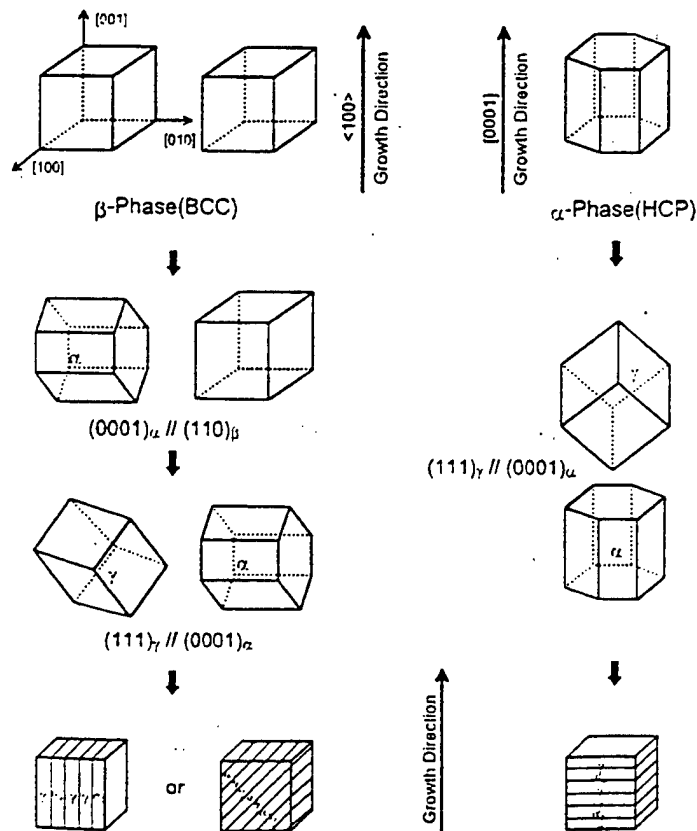 [001]
[010]
[100]
<100>
Growth Direction
[0001]
Growth Direction
β-Phase(BCC)
α-Phase(HCP)
α
(0001)α // (110)β
γ
(111)γ // (0001)α
γ
α
α
(111)γ // (0001)α
or
Growth Direction